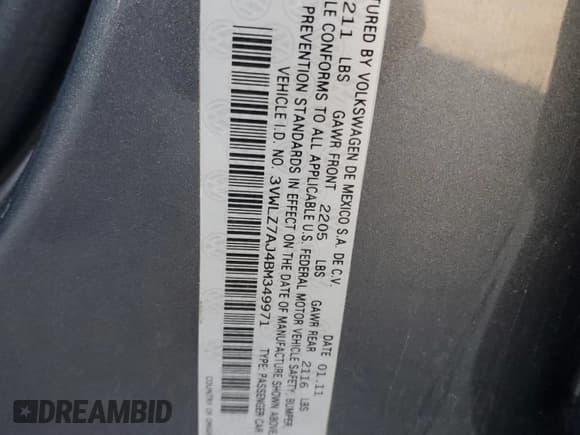 TURED BY VOLKSWAGEN DE MEXICO S.A. DE C.V. DATE 01.11
211 LBS GAWR FRONT 2205 LBS GAWR REAR 2116 LBS
LE CONFORMS TO ALL APPLICABLE U.S. FEDERAL MOTOR VEHICLE SAFETY, BUMPER
PREVENTION STANDARDS IN EFFECT ON THE DATE OF MANUFACTURE SHOWN ABOVE
VEHICLE I.D. NO. 3VWLZ7AJ4BM349971 TYPE: PASSENGER CAR
COUNTRY OF
DREAMBID